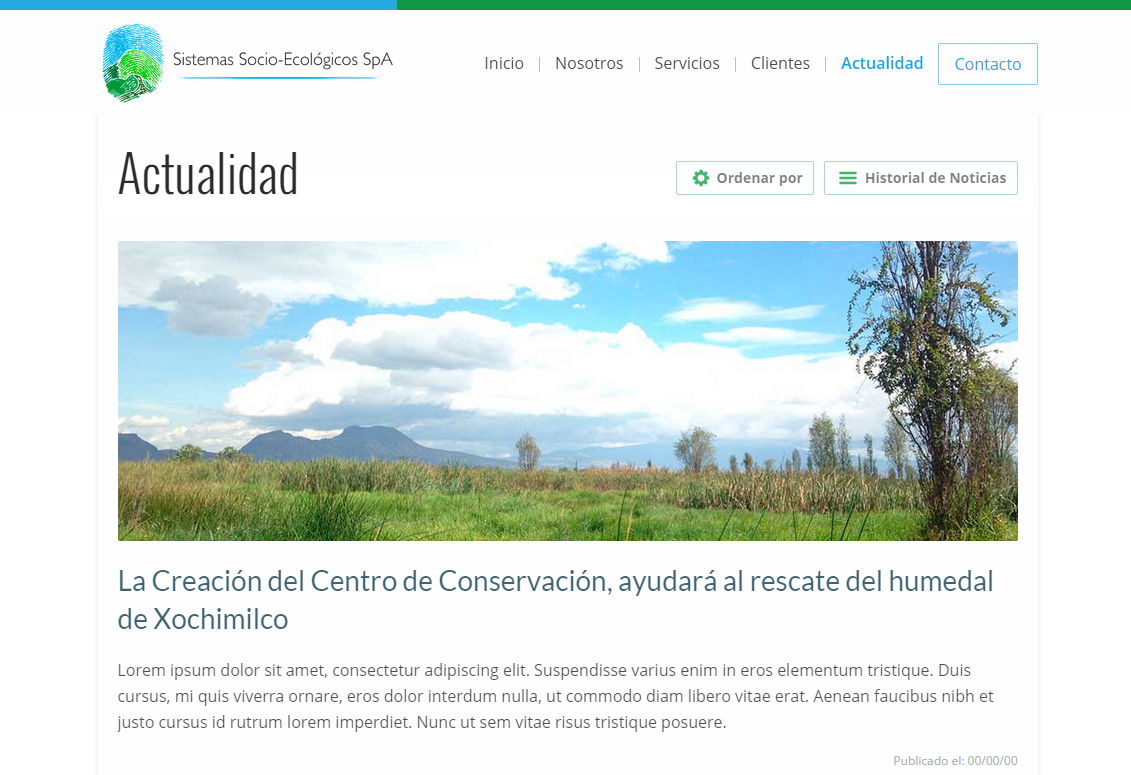 Sistemas Socio-Ecológicos SpA
Inicio | Nosotros | Servicios | Clientes | Actualidad Contacto
Actualidad
Ordenar por Historial de Noticias
La Creación del Centro de Conservación, ayudará al rescate del humedal
de Xochimilco
Lorem ipsum dolor sit amet, consectetur adipiscing elit. Suspendisse varius enim in eros elementum tristique. Duis
cursus, mi quis viverra ornare, eros dolor interdum nulla, ut commodo diam libero vitae erat. Aenean faucibus nibh et
justo cursus id rutrum lorem imperdiet. Nunc ut sem vitae risus tristique posuere.
Publicado el: 00/00/00